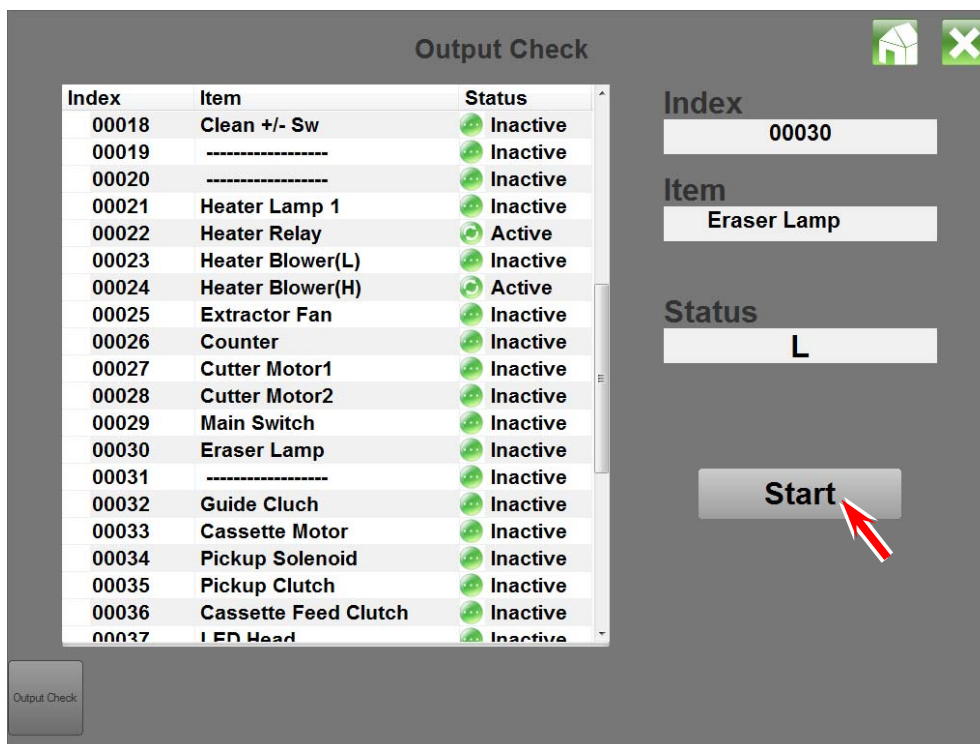 Output Check
Index Item Status
00018 Clean +/- Sw Inactive
00019 ------------------ Inactive
00020 ------------------ Inactive
00021 Heater Lamp 1 Inactive
00022 Heater Relay Active
00023 Heater Blower(L) Inactive
00024 Heater Blower(H) Active
00025 Extractor Fan Inactive
00026 Counter Inactive
00027 Cutter Motor1 Inactive
00028 Cutter Motor2 Inactive
00029 Main Switch Inactive
00030 Eraser Lamp Inactive
00031 ------------------ Inactive
00032 Guide Cluch Inactive
00033 Cassette Motor Inactive
00034 Pickup Solenoid Inactive
00035 Pickup Clutch Inactive
00036 Cassette Feed Clutch Inactive
00037 LED Head Inactive
Index
00030
Item
Eraser Lamp
Status
L
Start
Output Check